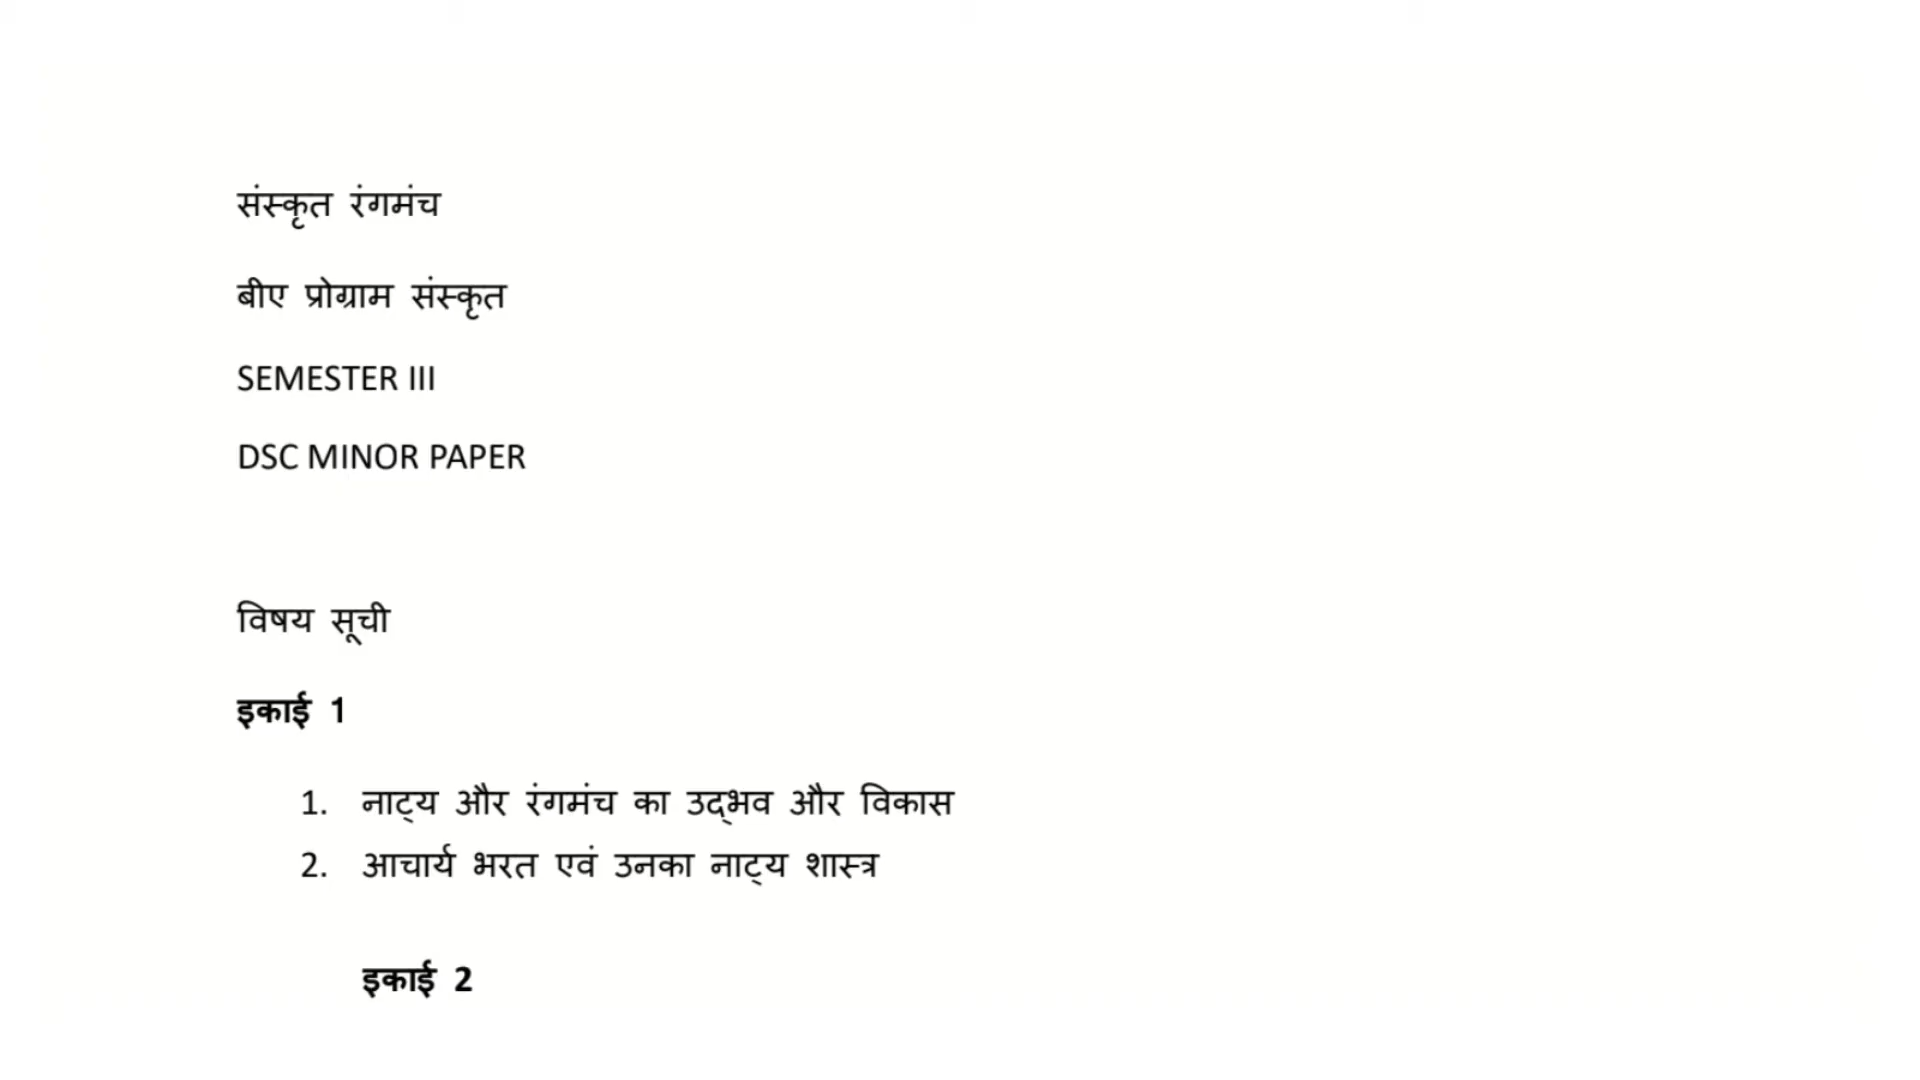 संस्कृत रंगमंच
बीए प्रोग्राम संस्कृत
SEMESTER III
DSC MINOR PAPER
विषय सूची
इकाई 1
1. नाट्य और रंगमंच का उद्भव और विकास
2. आचार्य भरत एवं उनका नाट्य शास्त्र
इकाई 2